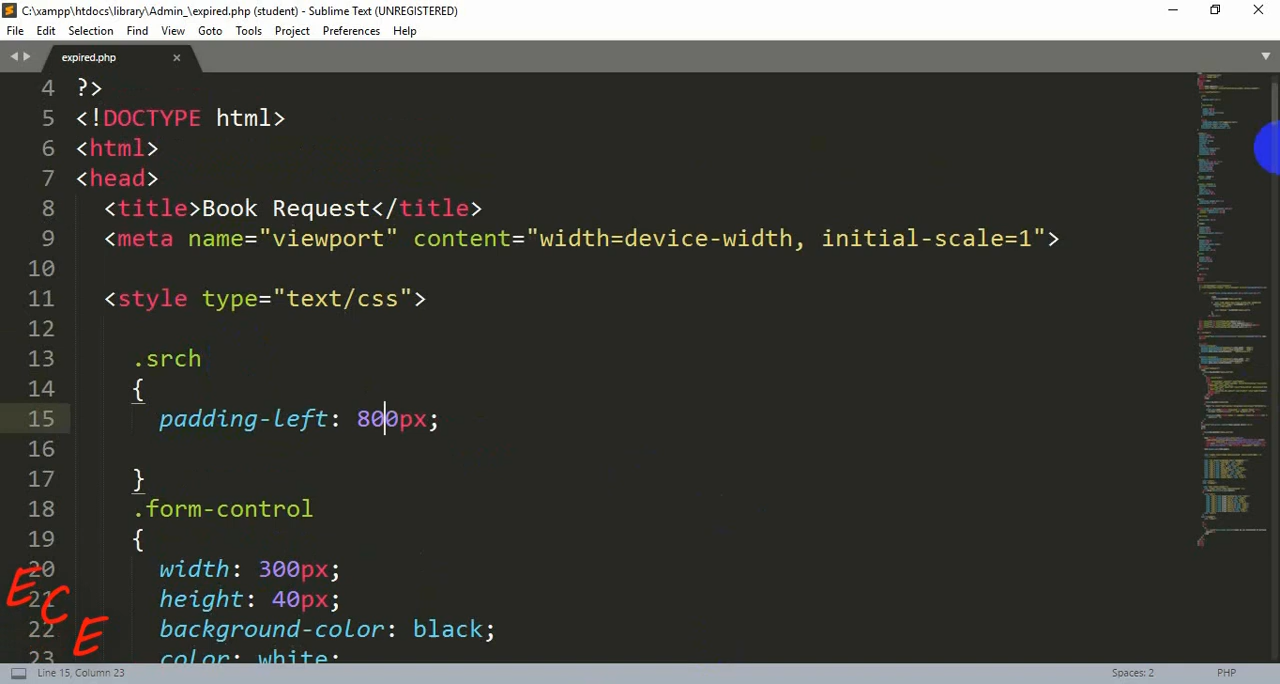 C:\xampp\htdocs\library\Admin_\expired.php (student) - Sublime Text (UNREGISTERED)
File Edit Selection Find View Goto Tools Project Preferences Help
expired.php
4 ?>
5 <!DOCTYPE html>
6 <html>
7 <head>
8 <title>Book Request</title>
9 <meta name="viewport" content="width=device-width, initial-scale=1">
10
11 <style type="text/css">
12
13 .srch
14 {
15 padding-left: 800px;
16
17 }
18 .form-control
19 {
20 width: 300px;
21 height: 40px;
22 background-color: black;
23 color: white;
ECE
Line 15, Column 23 Spaces: 2 PHP